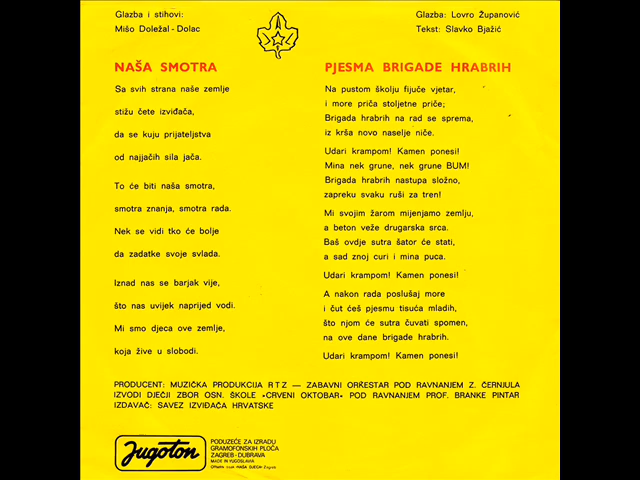 Glazba i stihovi:
Mišo Doležal - Dolac
NAŠA SMOTRA
Sa svih strana naše zemlje
stižu čete izviđača,
da se kuju prijateljstva
od najjačih sila jača.
To će biti naša smotra,
smotra znanja, smotra rada.
Nek se vidi tko će bolje
da zadatke svoje svlada.
Iznad nas se barjak vije,
što nas uvijek naprijed vodi.
Mi smo djeca ove zemlje,
koja žive u slobodi.
Glazba: Lovro Županović
Tekst: Slavko Bjažić
PJESMA BRIGADE HRABRIH
Na pustom školju fijuče vjetar,
i more priča stoljetne priče;
Brigada hrabrih na rad se sprema,
iz krša novo naselje niče.
Udari krampom! Kamen ponesi!
Mina nek grune, nek grune BUM!
Brigada hrabrih nastupa složno,
zapreku svaku ruši za tren!
Mi svojim žarom mijenjamo zemlju,
a beton veže drugarska srca.
Baš ovdje sutra šator će stati,
a sad znoj curi i mina puca.
Udari krampom! Kamen ponesi!
A nakon rada poslušaj more
i čut ćeš pjesmu tisuća mladih,
što njom će sutra čuvati spomen,
na ove dane brigade hrabrih.
Udari krampom! Kamen ponesi!
PRODUCENT: MUZIČKA PRODUKCIJA RTZ — ZABAVNI ORKESTAR POD RAVNANJEM Z. ČERNJULA
IZVODI DJEČJI ZBOR OSN. ŠKOLE »CRVENI OKTOBAR« POD RAVNANJEM PROF. BRANKE PINTAR
IZDAVAČ: SAVEZ IZVIĐAČA HRVATSKE
Jugoton
PODUZEĆE ZA IZRADU
GRAMOFONSKIH PLOČA
ZAGREB - DUBRAVA
MADE IN YUGOSLAVIA